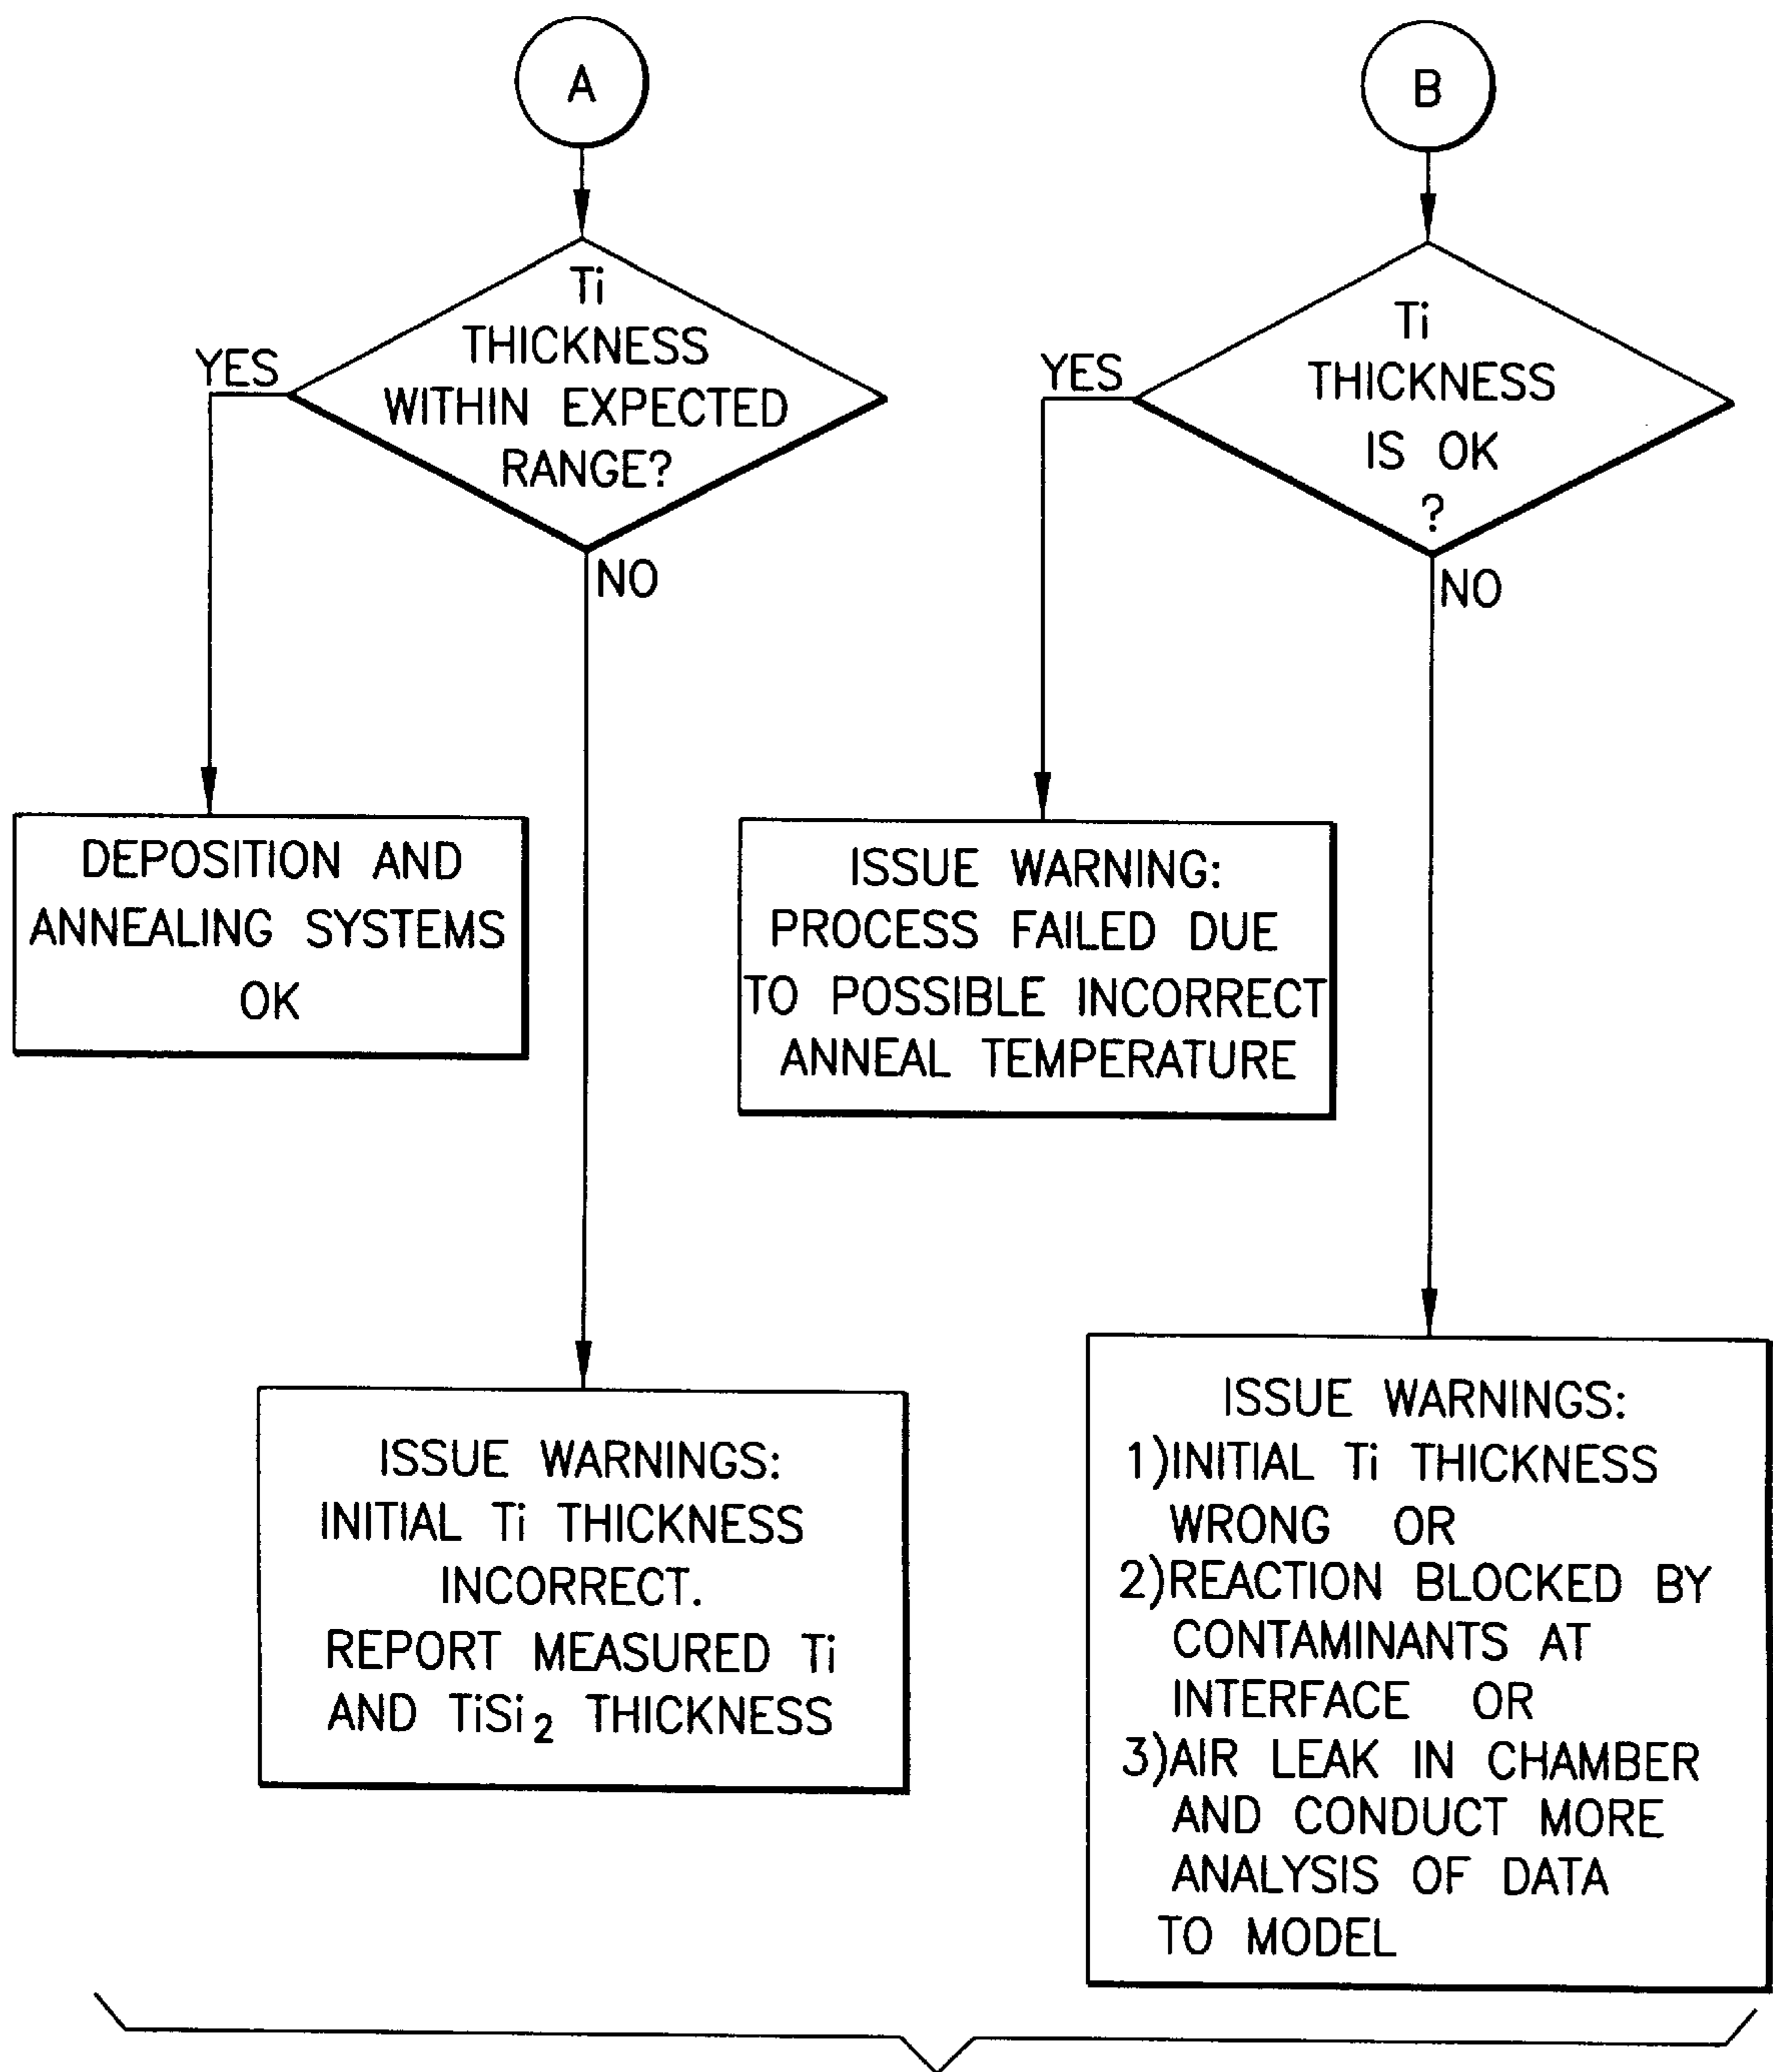 A
Ti
THICKNESS
WITHIN EXPECTED
RANGE?
YES
NO
DEPOSITION AND
ANNEALING SYSTEMS
OK
ISSUE WARNINGS:
INITIAL Ti THICKNESS
INCORRECT.
REPORT MEASURED Ti
AND TiSi₂ THICKNESS
B
Ti
THICKNESS
IS OK
?
YES
NO
ISSUE WARNING:
PROCESS FAILED DUE
TO POSSIBLE INCORRECT
ANNEAL TEMPERATURE
ISSUE WARNINGS:
1)INITIAL Ti THICKNESS
WRONG OR
2)REACTION BLOCKED BY
CONTAMINANTS AT
INTERFACE OR
3)AIR LEAK IN CHAMBER
AND CONDUCT MORE
ANALYSIS OF DATA
TO MODEL